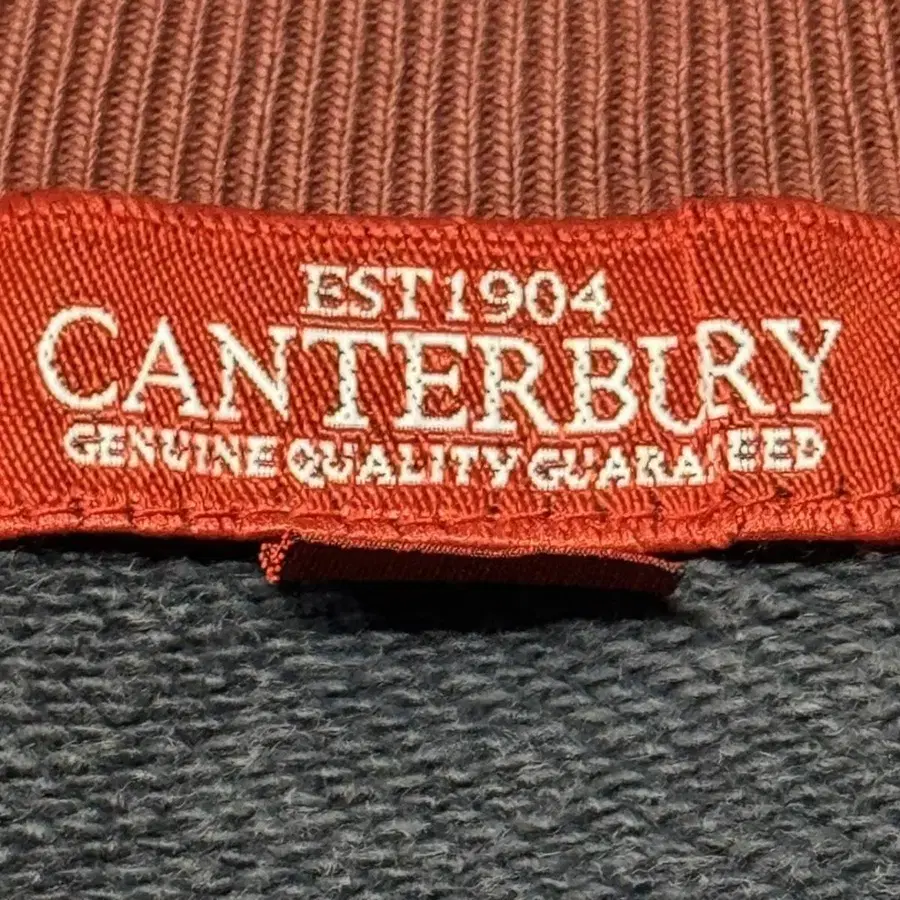 EST 1904
CANTERBURY
GENUINE QUALITY GUARANTEED